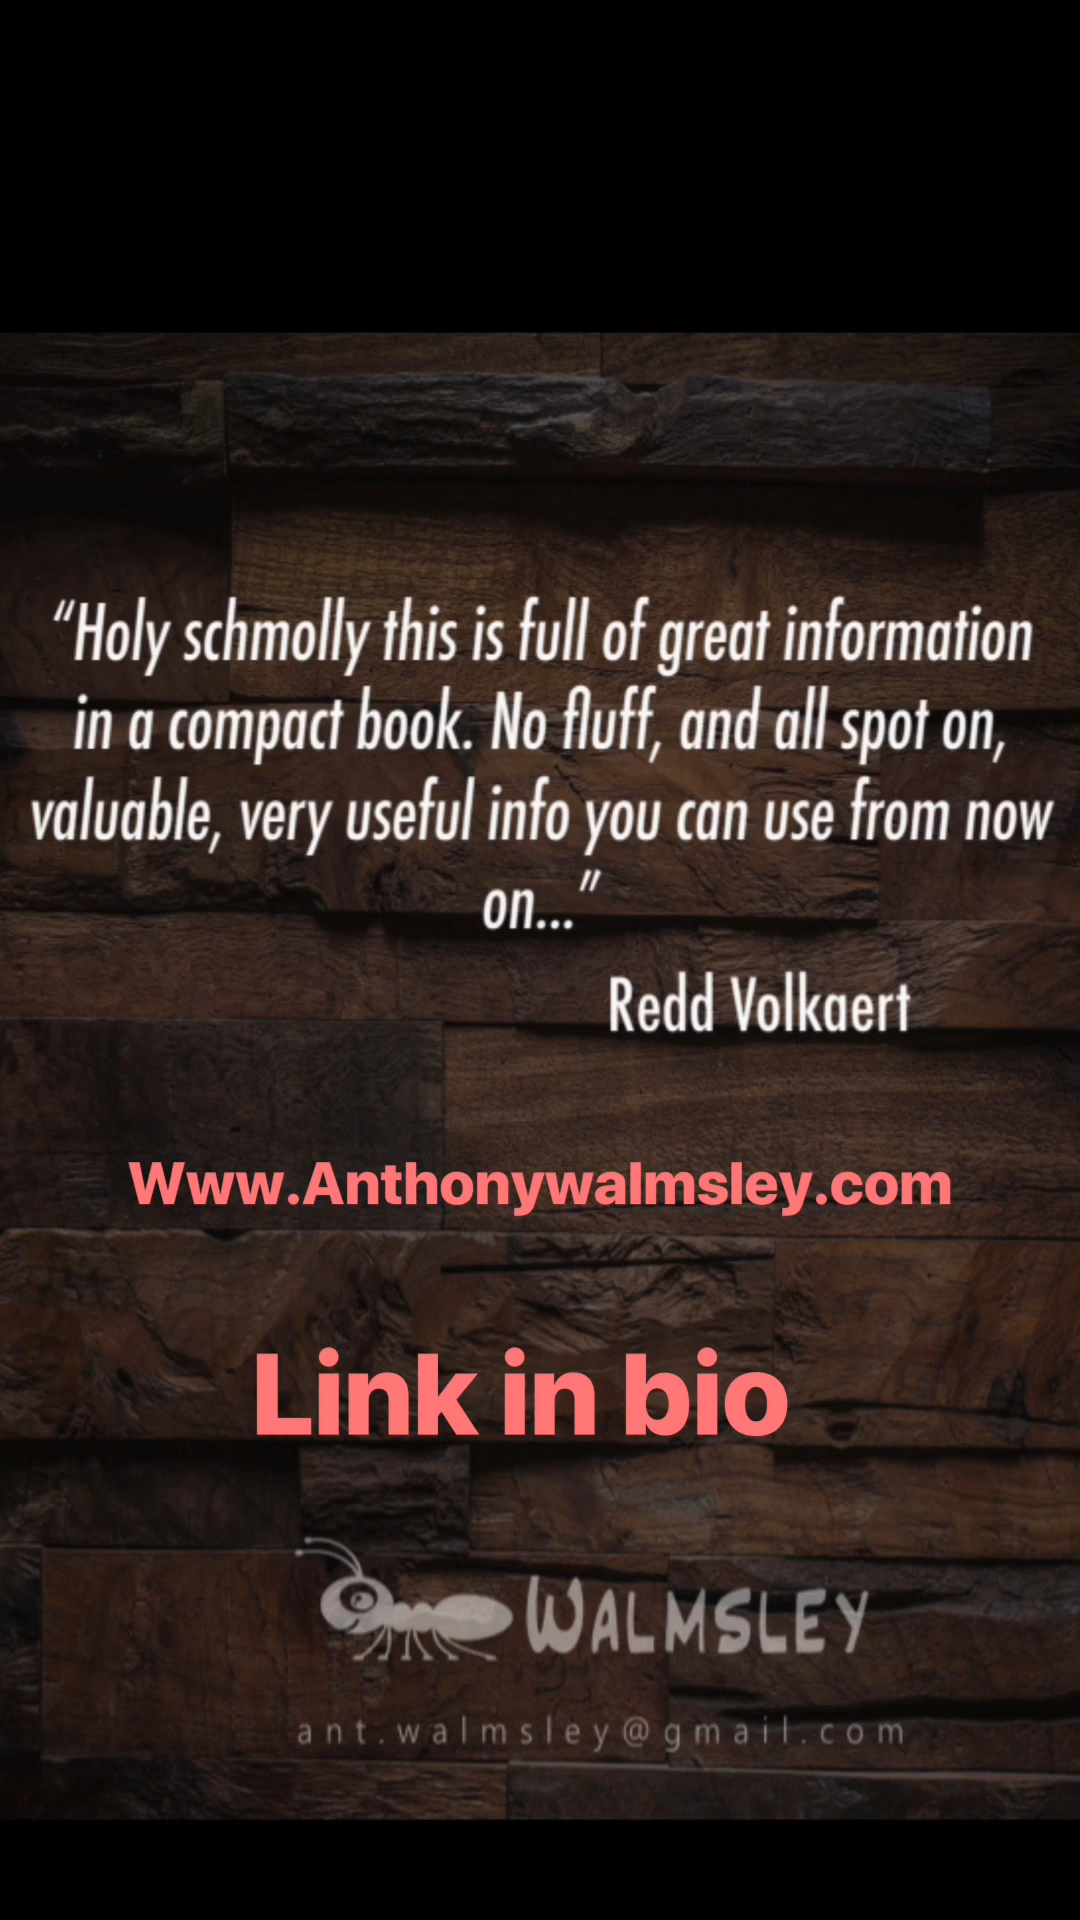 “Holy schmolly this is full of great information
in a compact book. No fluff, and all spot on,
valuable, very useful info you can use from now
on...”
Redd Volkaert
Www.Anthonywalmsley.com
Link in bio
WALMSLEY
ant.walmsley@gmail.com